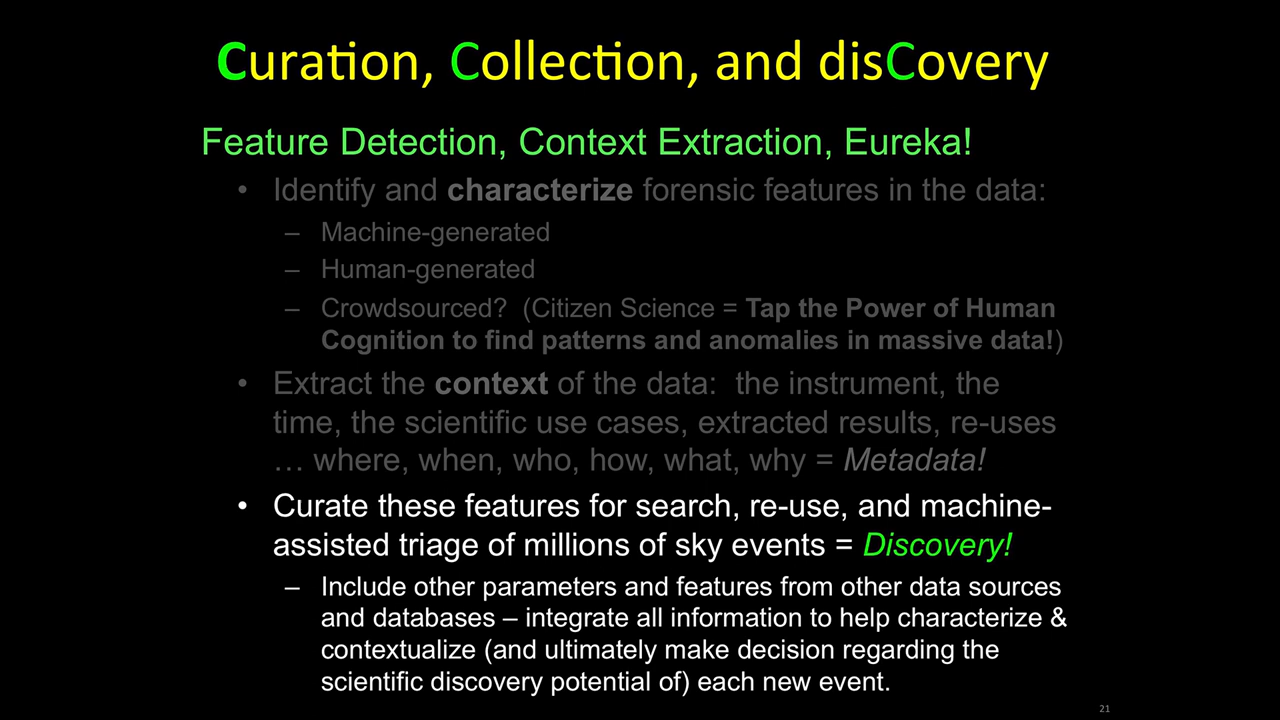 Curation, Collection, and disCovery
Feature Detection, Context Extraction, Eureka!
• Identify and characterize forensic features in the data:
– Machine-generated
– Human-generated
– Crowdsourced? (Citizen Science = Tap the Power of Human
Cognition to find patterns and anomalies in massive data!)
• Extract the context of the data: the instrument, the
time, the scientific use cases, extracted results, re-uses
… where, when, who, how, what, why = Metadata!
• Curate these features for search, re-use, and machine-
assisted triage of millions of sky events = Discovery!
– Include other parameters and features from other data sources
and databases – integrate all information to help characterize &
contextualize (and ultimately make decision regarding the
scientific discovery potential of) each new event.
21